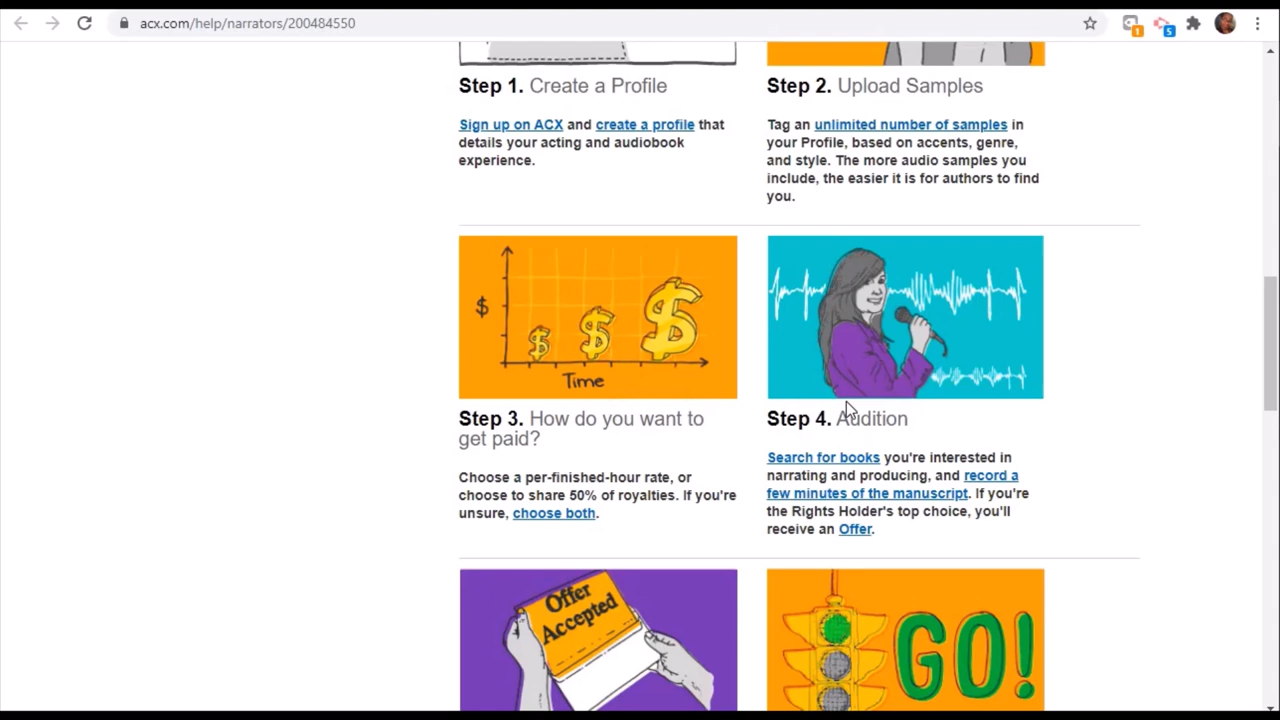 acx.com/help/narrators/200484550
1
5
Step 1. Create a Profile
Sign up on ACX and create a profile that
details your acting and audiobook
experience.
Step 2. Upload Samples
Tag an unlimited number of samples in
your Profile, based on accents, genre,
and style. The more audio samples you
include, the easier it is for authors to find
you.
$
$ $ $
Time
Step 3. How do you want to
get paid?
Choose a per-finished-hour rate, or
choose to share 50% of royalties. If you're
unsure, choose both.
Step 4. Audition
Search for books you're interested in
narrating and producing, and record a
few minutes of the manuscript. If you're
the Rights Holder's top choice, you'll
receive an Offer.
Offer
Accepted
GO!